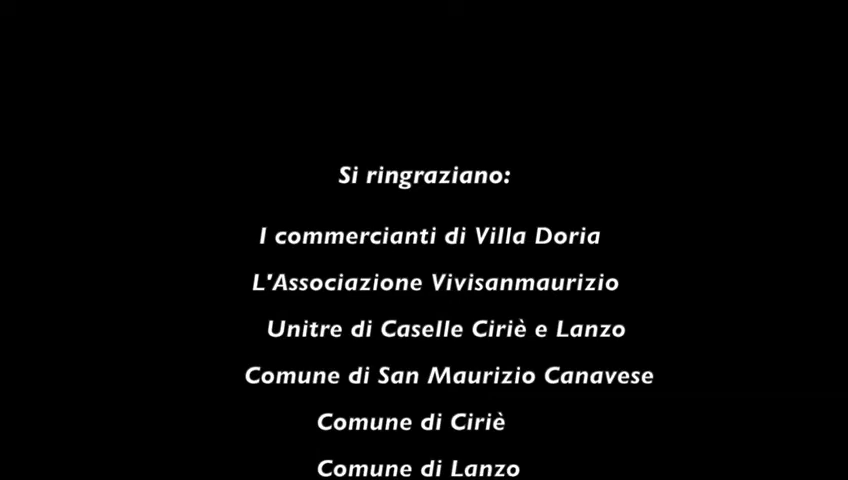 Si ringraziano:
I commercianti di Villa Doria
L'Associazione Vivisanmaurizio
Unitre di Caselle Ciriè e Lanzo
Comune di San Maurizio Canavese
Comune di Ciriè
Comune di Lanzo